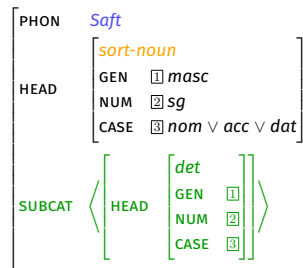 PHON Saft
sort-noun
GEN 1 masc
HEAD
NUM 2 sg
CASE 3 nom ∨ acc ∨ dat
det
GEN 1
SUBCAT ⟨ HEAD ⟩
NUM 2
CASE 3